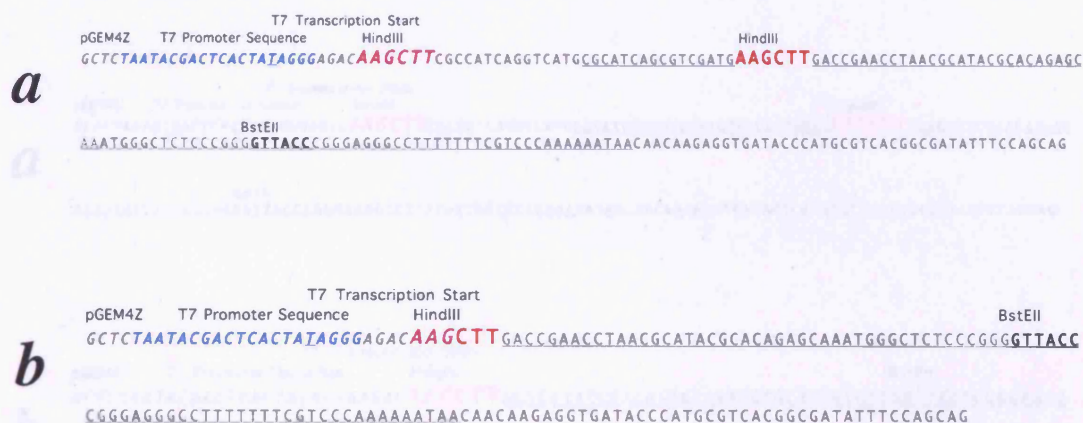 T7 Transcription Start
pGEM4Z T7 Promoter Sequence HindIII HindIII
a
GCTCTAATACGACTCACTATAGGGAGACAAGCTTCGCCATCAGGTCATGCGCATCAGCGTCGATGAAGCTTGACCGAACCTAACGCATACGCACAGAGC
BstEII
AAATGGGCTCTCCCGGGGTTACCCGGGAGGGCCTTTTTTTCGTCCCAAAAAATAACAACAAGAGGTGATACCCATGCGTCACGGCGATATTTCCAGCAG
T7 Transcription Start
pGEM4Z T7 Promoter Sequence HindIII BstEII
b
GCTCTAATACGACTCACTATAGGGAGACAAGCTTGACCGAACCTAACGCATACGCACAGAGCAAATGGGCTCTCCCGGGGTTACC
CGGGAGGGCCTTTTTTTCGTCCCAAAAAATAACAACAAGAGGTGATACCCATGCGTCACGGCGATATTTCCAGCAG